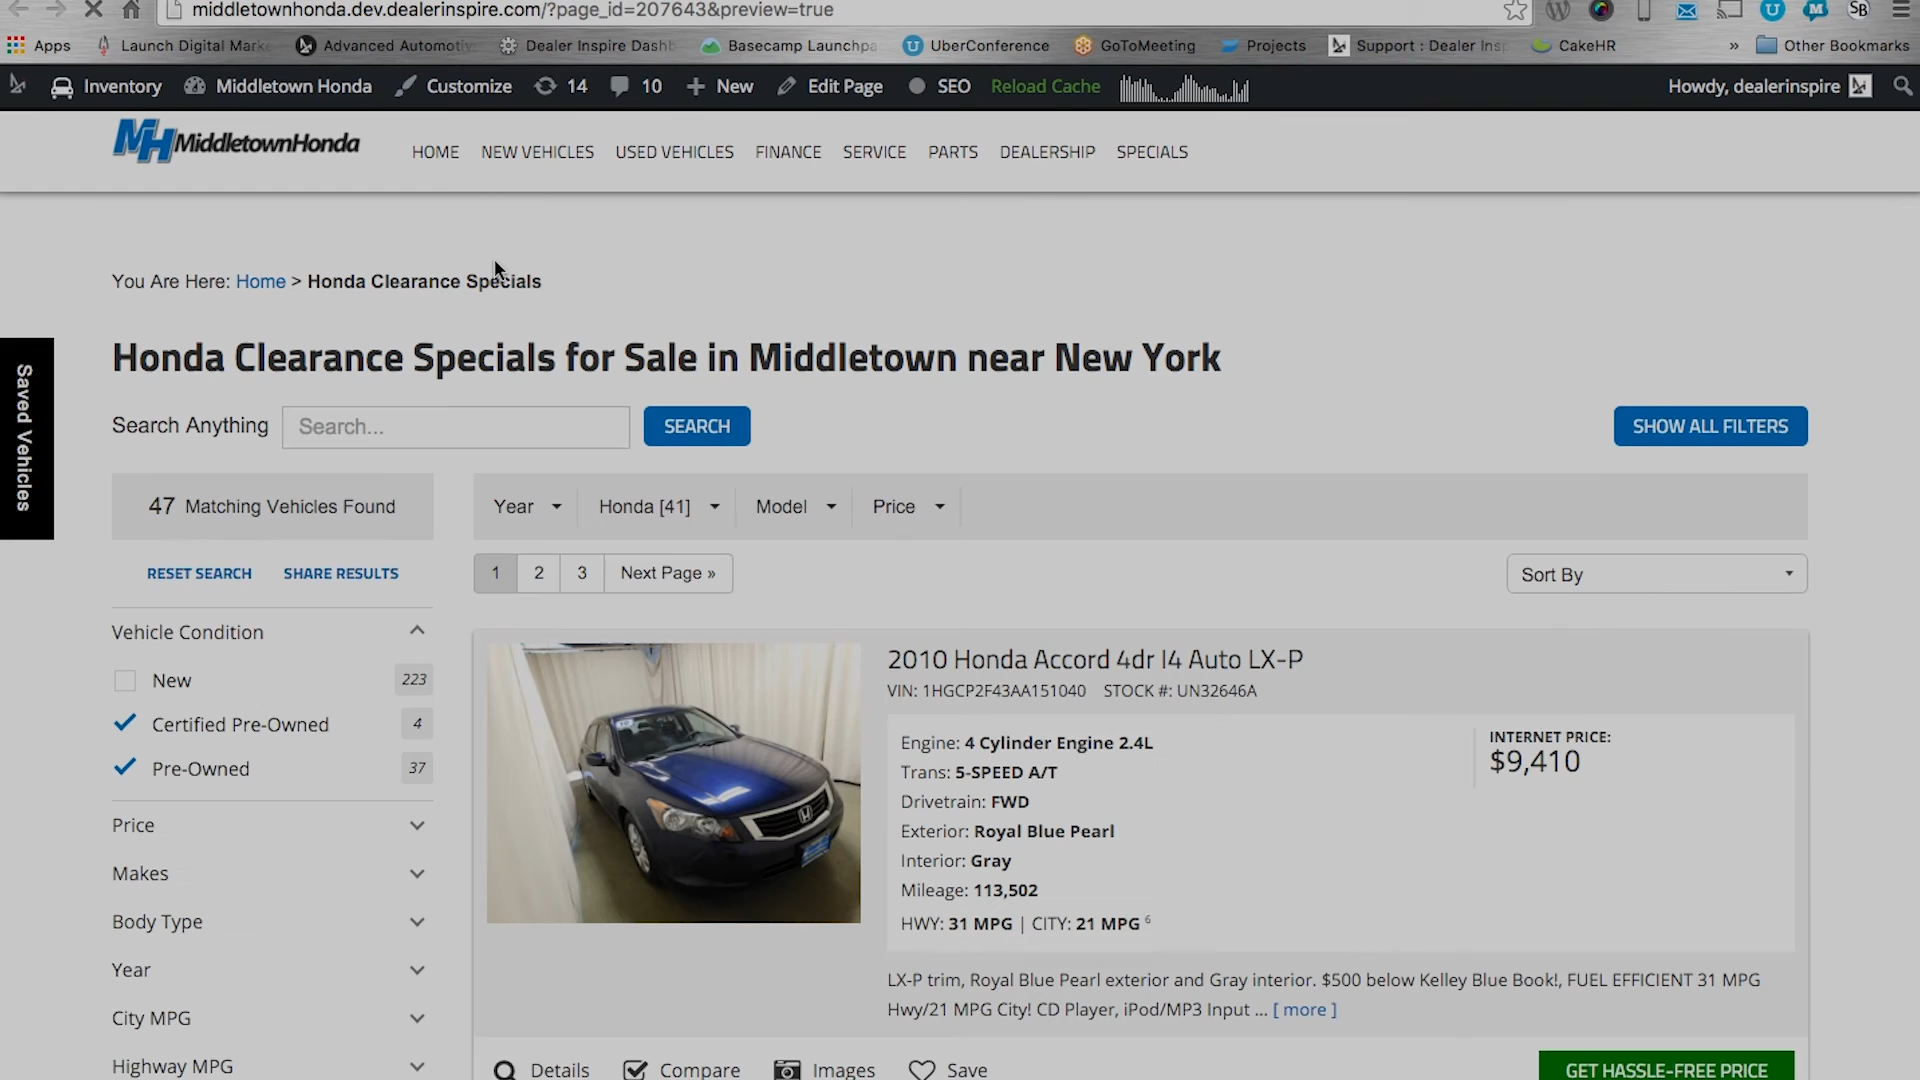 middletownhonda.dev.dealerinspire.com/?page_id=207643&preview=true
Apps Launch Digital Marke Advanced Automotiv Dealer Inspire Dashb Basecamp Launchpa UberConference GoToMeeting Projects Support : Dealer Insp CakeHR » Other Bookmarks
Inventory Middletown Honda Customize 14 10 New Edit Page SEO Reload Cache Howdy, dealerinspire
MH MiddletownHonda HOME NEW VEHICLES USED VEHICLES FINANCE SERVICE PARTS DEALERSHIP SPECIALS
You Are Here: Home > Honda Clearance Specials
Saved Vehicles
Honda Clearance Specials for Sale in Middletown near New York
Search Anything Search... SEARCH SHOW ALL FILTERS
47 Matching Vehicles Found Year Honda [41] Model Price
RESET SEARCH SHARE RESULTS 1 2 3 Next Page » Sort By
Vehicle Condition
New 223
Certified Pre-Owned 4
Pre-Owned 37
Price
Makes
Body Type
Year
City MPG
Highway MPG
2010 Honda Accord 4dr I4 Auto LX-P
VIN: 1HGCP2F43AA151040 STOCK #: UN32646A
Engine: 4 Cylinder Engine 2.4L
Trans: 5-SPEED A/T
Drivetrain: FWD
Exterior: Royal Blue Pearl
Interior: Gray
Mileage: 113,502
HWY: 31 MPG | CITY: 21 MPG 6
INTERNET PRICE:
$9,410
LX-P trim, Royal Blue Pearl exterior and Gray interior. $500 below Kelley Blue Book!, FUEL EFFICIENT 31 MPG
Hwy/21 MPG City! CD Player, iPod/MP3 Input ... [ more ]
Details Compare Images Save GET HASSLE-FREE PRICE